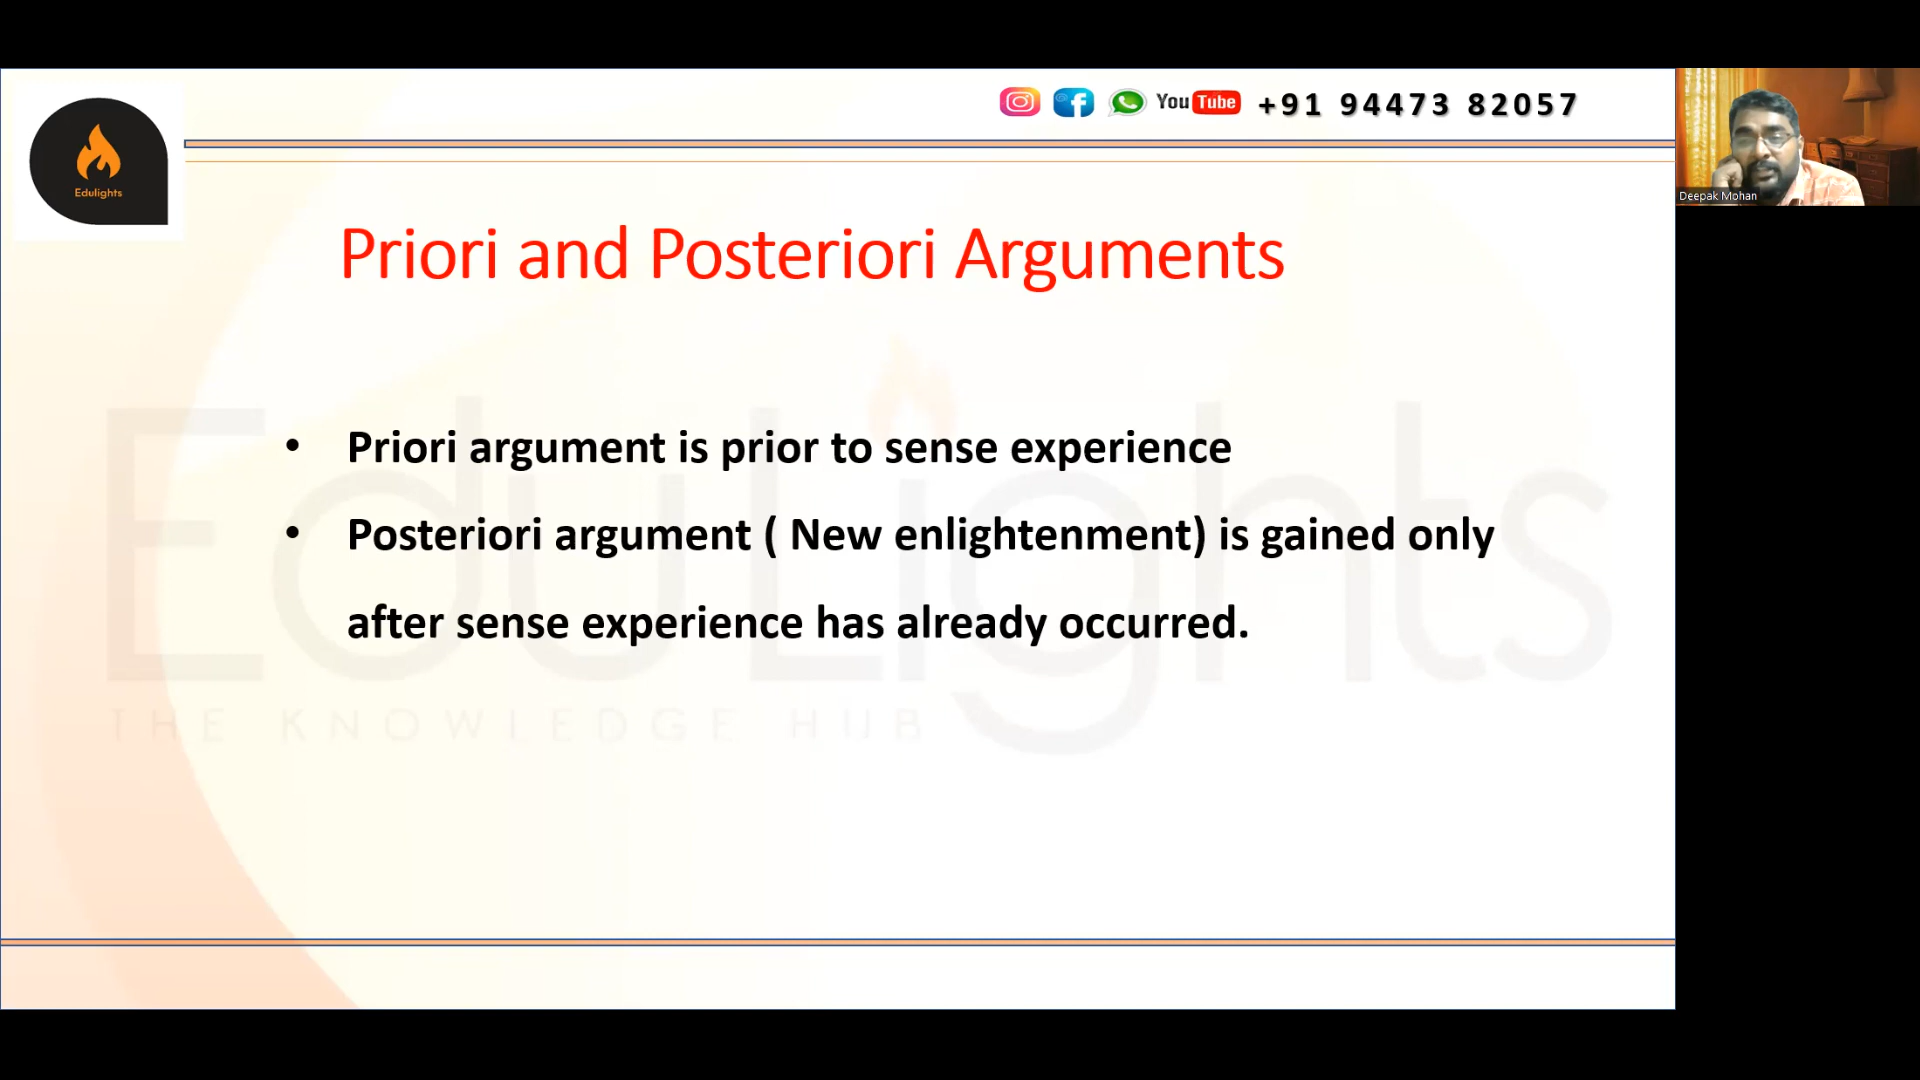 You Tube +91 94473 82057
Edulights
Deepak Mohan
Priori and Posteriori Arguments
• Priori argument is prior to sense experience
• Posteriori argument ( New enlightenment) is gained only
after sense experience has already occurred.
EduLights
THE KNOWLEDGE HUB